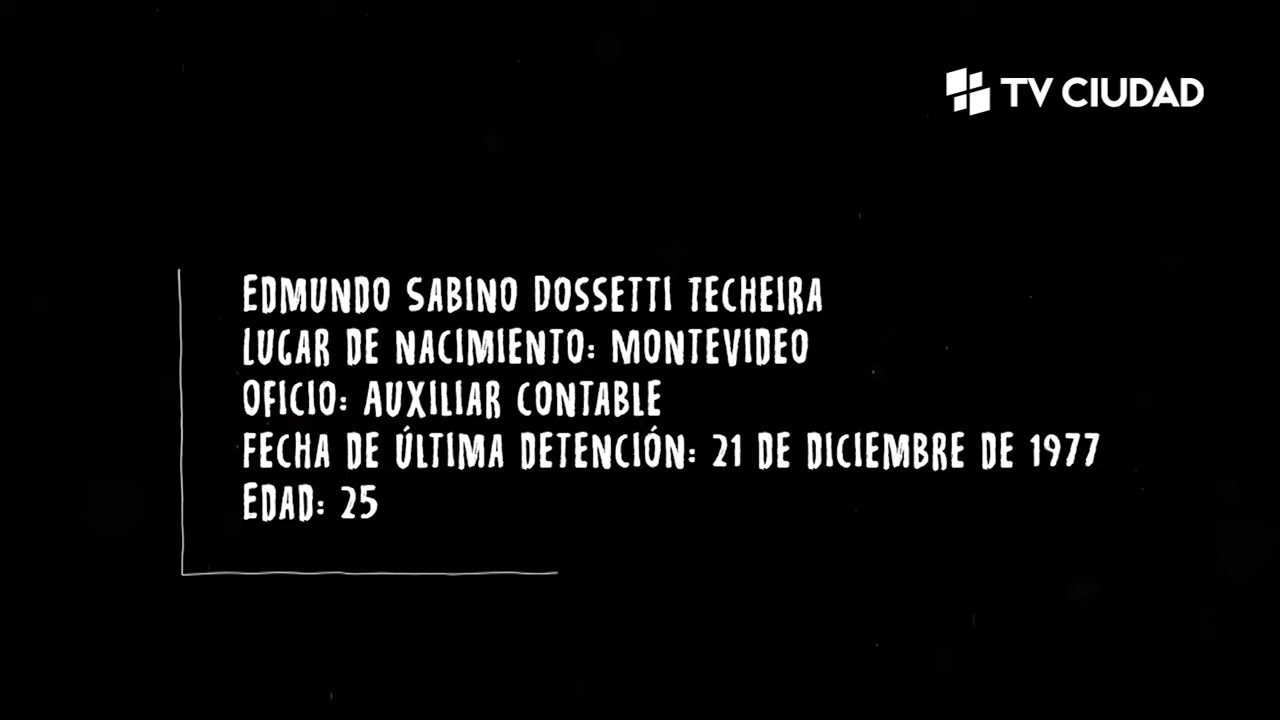 TV CIUDAD
EDMUNDO SABINO DOSSETTI TECHEIRA
LUGAR DE NACIMIENTO: MONTEVIDEO
OFICIO: AUXILIAR CONTABLE
FECHA DE ÚLTIMA DETENCIÓN: 21 DE DICIEMBRE DE 1977
EDAD: 25